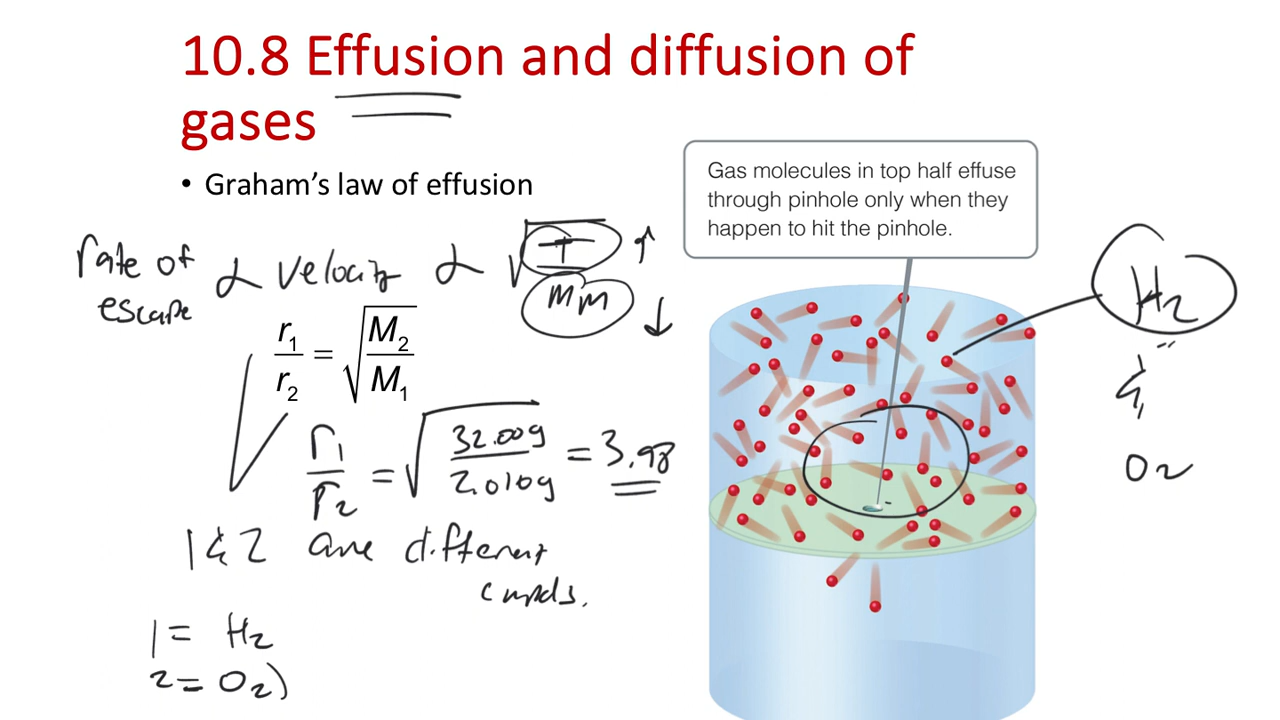 10.8 Effusion and diffusion of
gases
• Graham's law of effusion
Gas molecules in top half effuse
through pinhole only when they
happen to hit the pinhole.
rate of escape ∝ velocity ∝ √(T/MM) ↑ ↓
r₁/r₂ = √(M₂/M₁)
r₁/r₂ = √(32.00g/2.010g) = 3.98
1 & 2 are different
cmpds.
1 = H₂
2 = O₂)
H₂
&
O₂